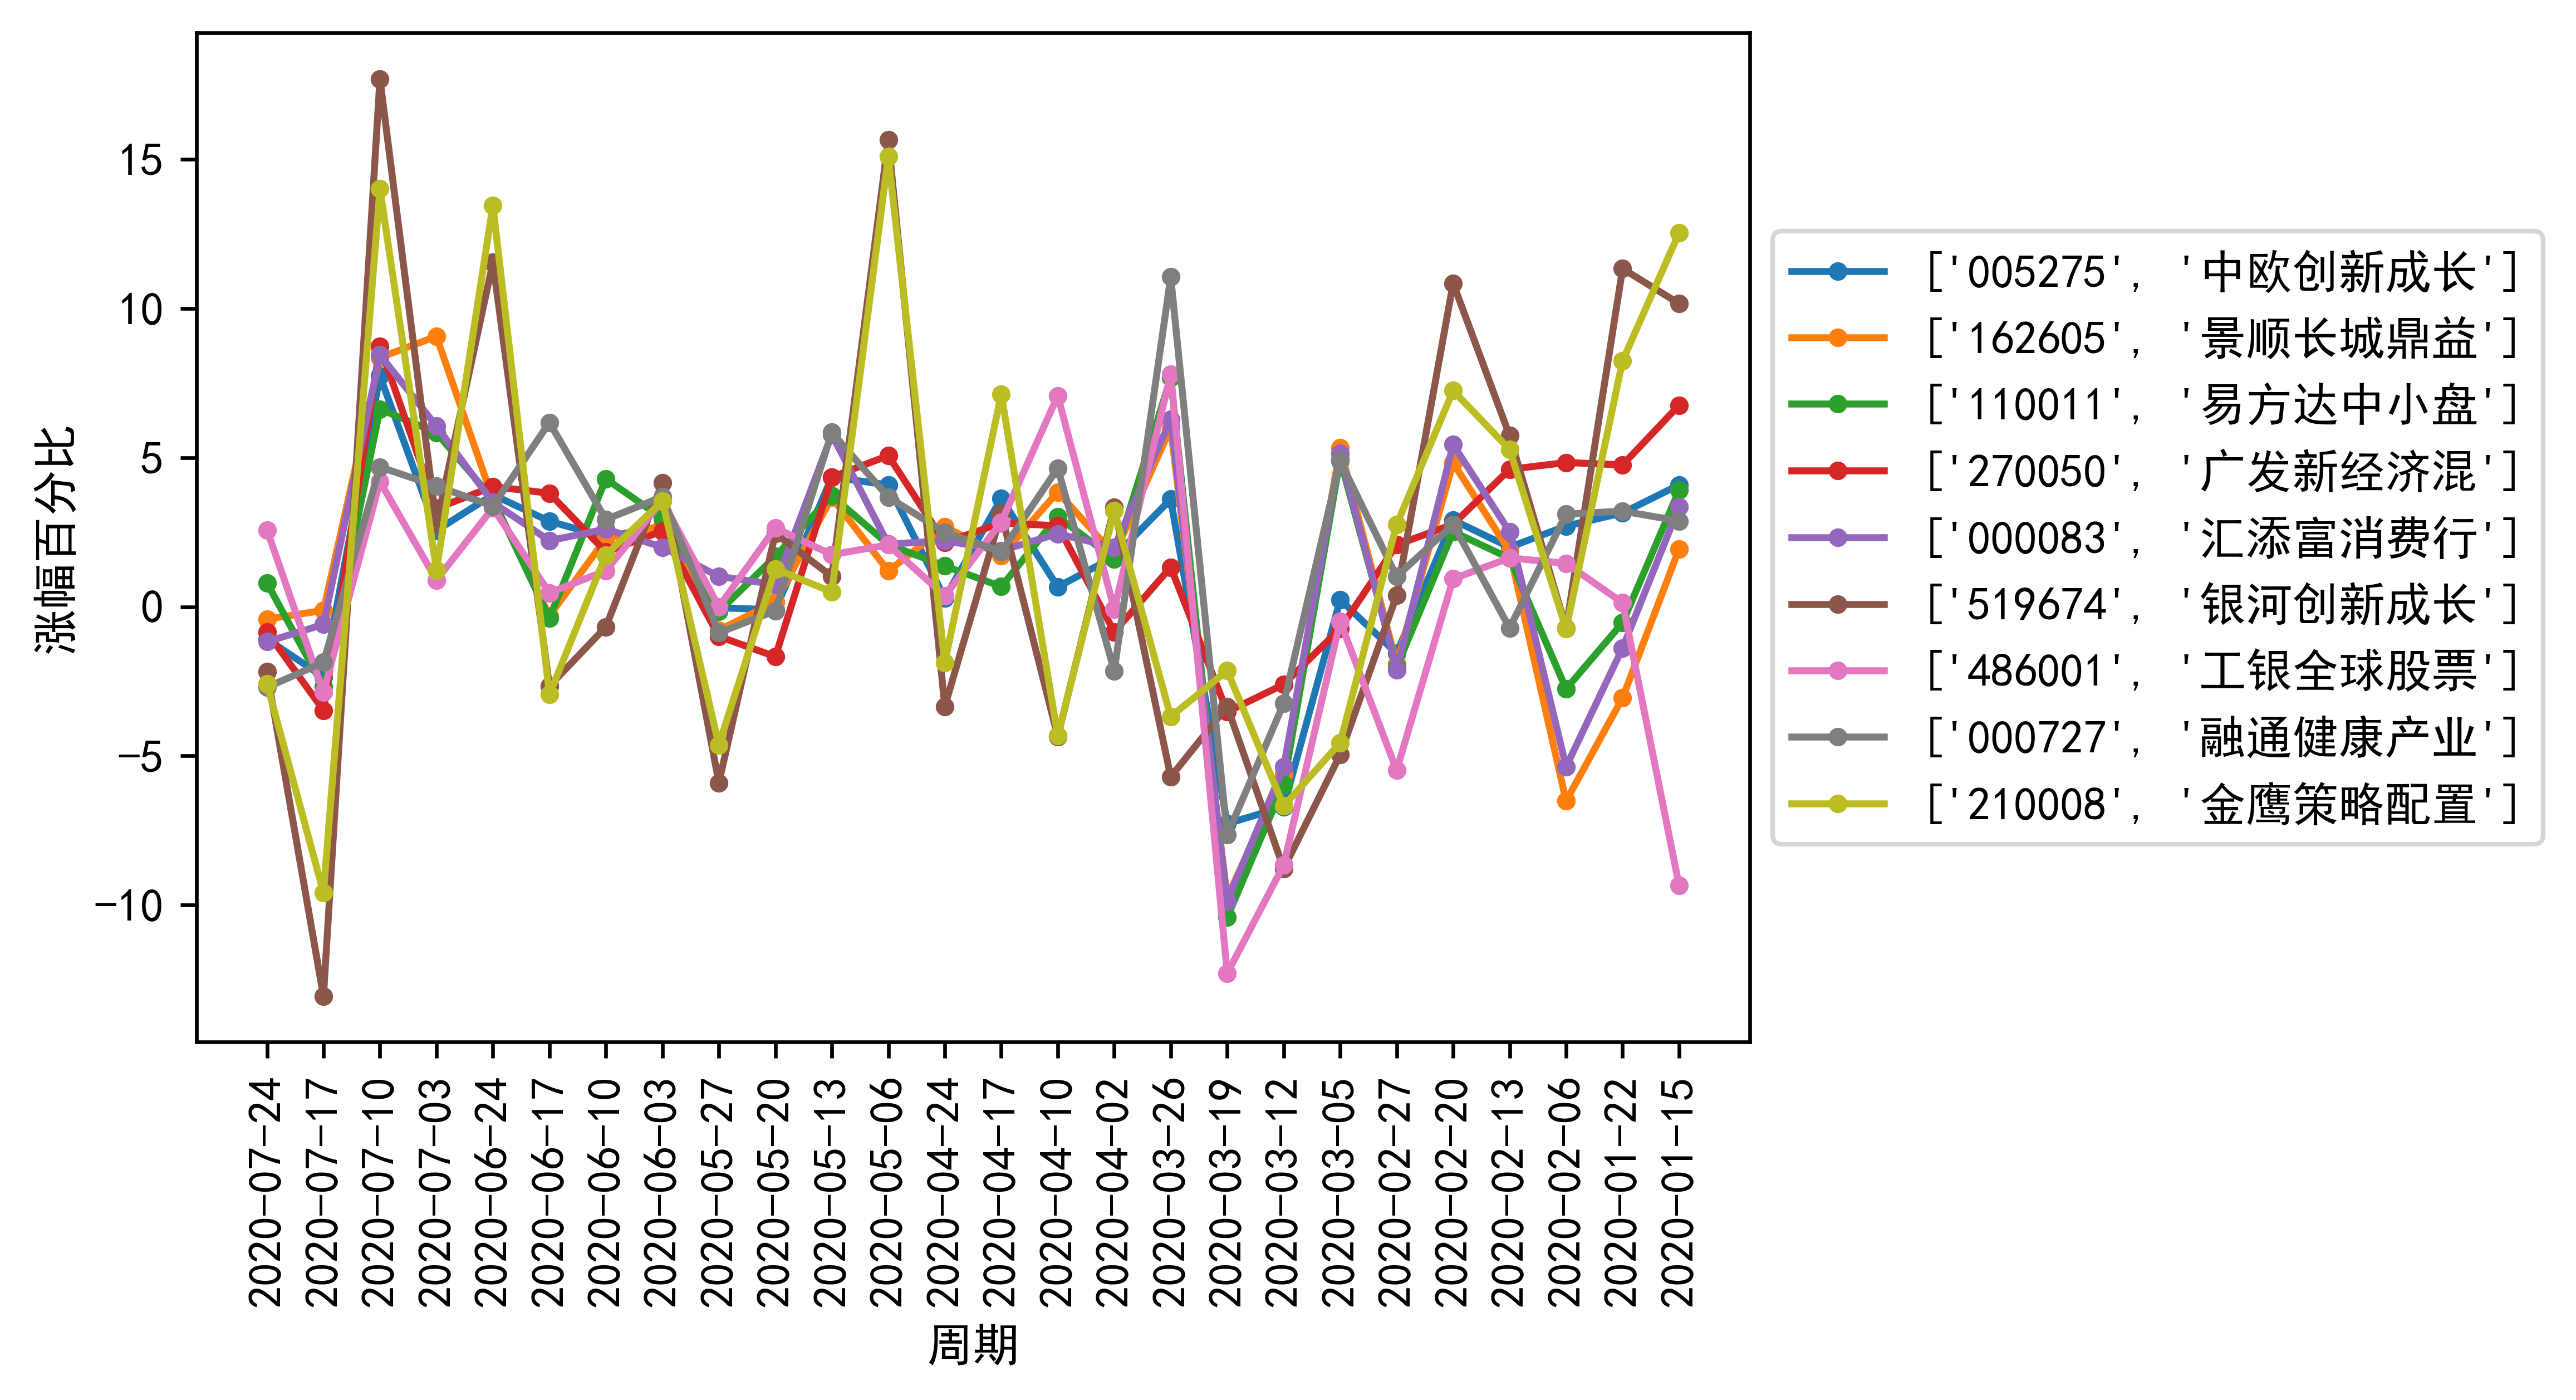 涨幅百分比
15
10
5
0
−5
−10
2020-07-24
2020-07-17
2020-07-10
2020-07-03
2020-06-24
2020-06-17
2020-06-10
2020-06-03
2020-05-27
2020-05-20
2020-05-13
2020-05-06
2020-04-24
2020-04-17
2020-04-10
2020-04-02
2020-03-26
2020-03-19
2020-03-12
2020-03-05
2020-02-27
2020-02-20
2020-02-13
2020-02-06
2020-01-22
2020-01-15
周期
['005275', '中欧创新成长']
['162605', '景顺长城鼎益']
['110011', '易方达中小盘']
['270050', '广发新经济混']
['000083', '汇添富消费行']
['519674', '银河创新成长']
['486001', '工银全球股票']
['000727', '融通健康产业']
['210008', '金鹰策略配置']